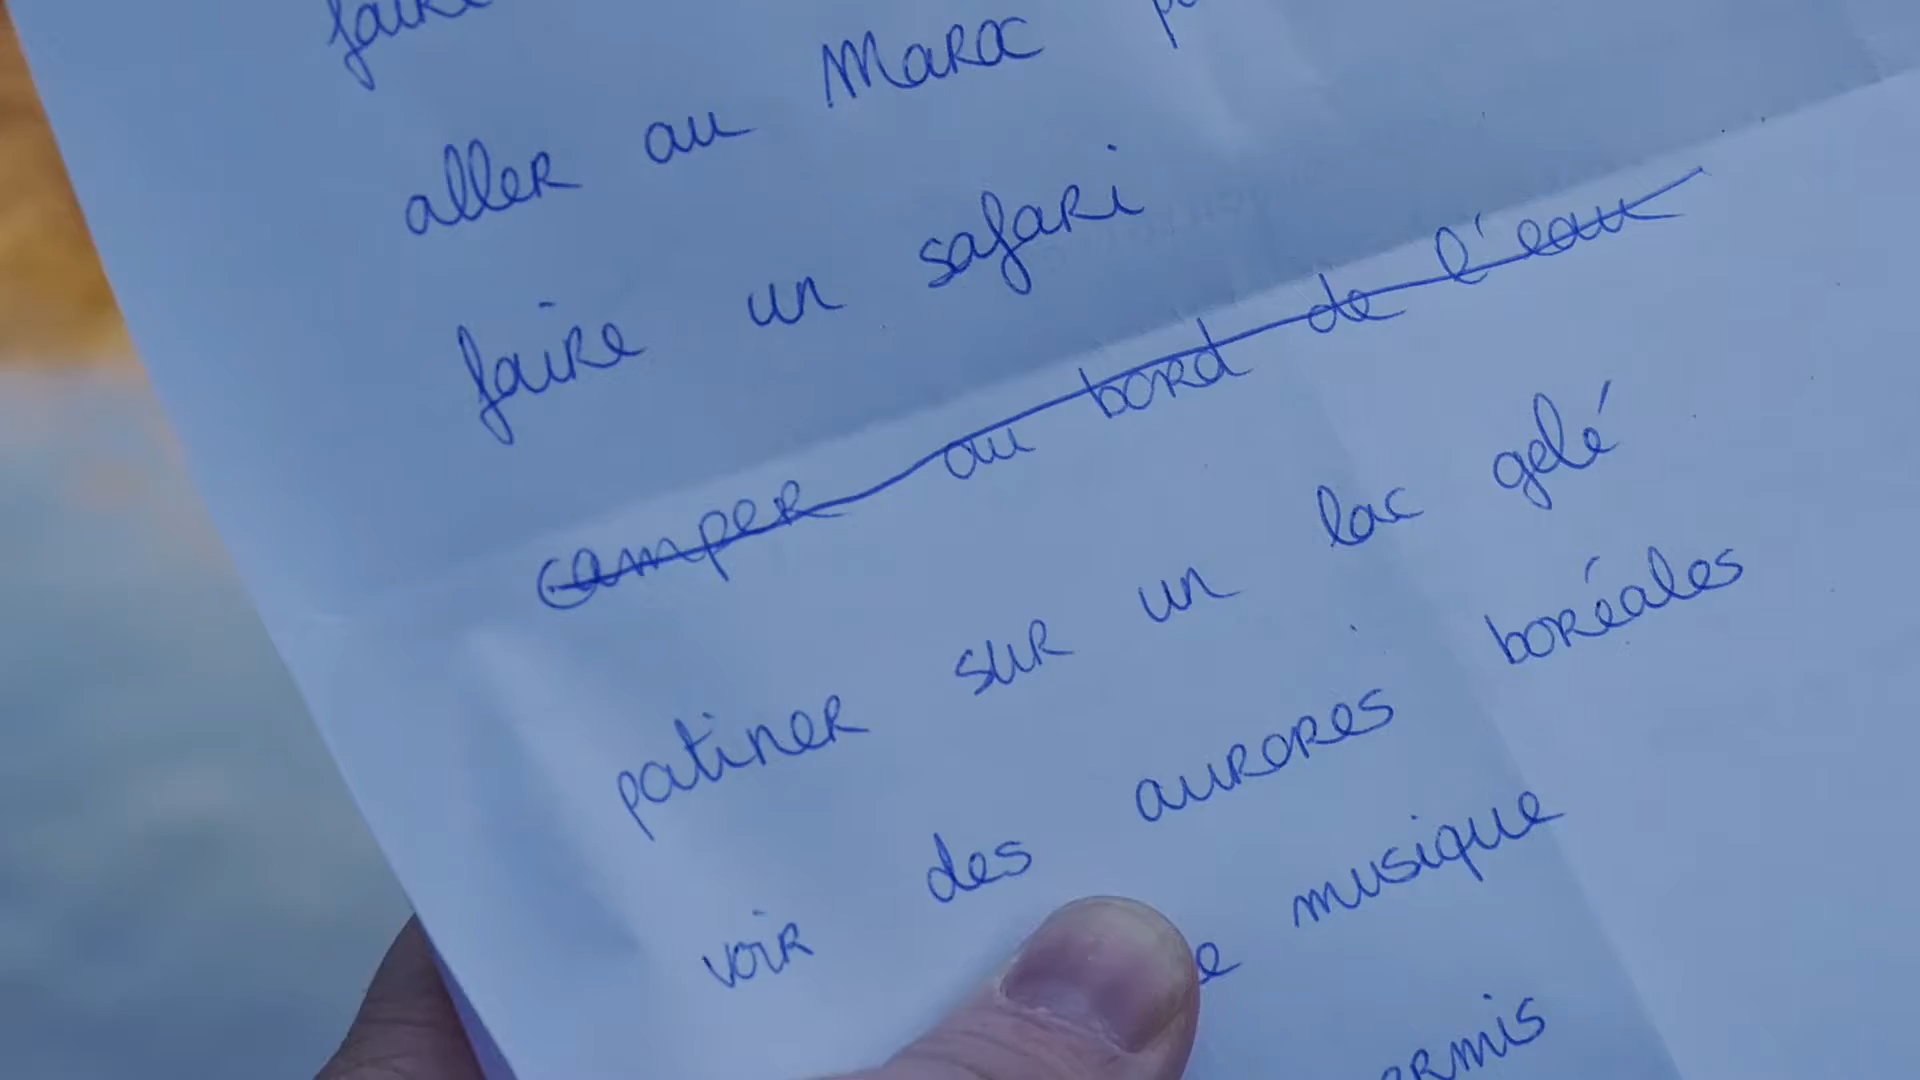 faire
aller au Maroc
faire un safari
camper au bord de l'eau
patiner sur un lac gelé
voir des aurores boréales
musique